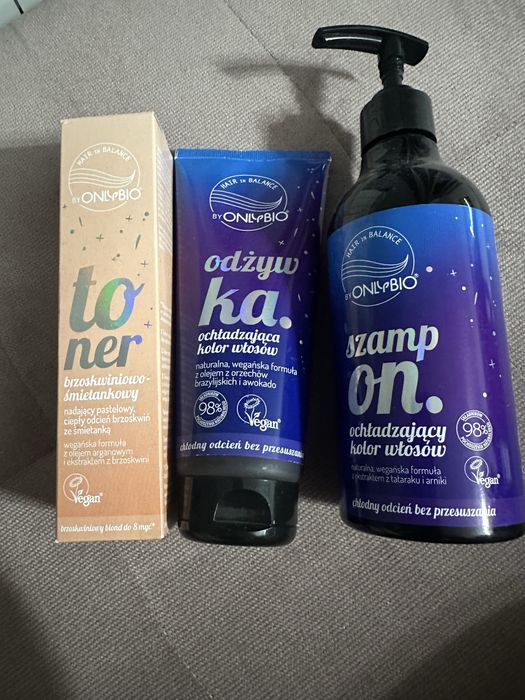 HAIR IN BALANCE
BY ONLYBIO®
to
ner
brzoskwiniowo-
śmietankowy
nadający pastelowy,
ciepły odcień brzoskwiń
ze śmietanką
wegańska formuła
z olejem arganowym
i ekstraktem z brzoskwini
Vegan
brzoskwiniowy blond do 8 myć*
HAIR IN BALANCE
BY ONLYBIO®
odżyw
ka.
ochładzająca
kolor włosów
naturalna, wegańska formuła
z olejem z orzechów
brazylijskich i awokado
98%
Vegan
chłodny odcień bez przesuszania
HAIR IN BALANCE
BY ONLYBIO®
szamp
on.
ochładzający
kolor włosów
naturalna, wegańska formuła
z ekstraktem z tataraku i arniki
98%
Vegan
chłodny odcień bez przesuszania